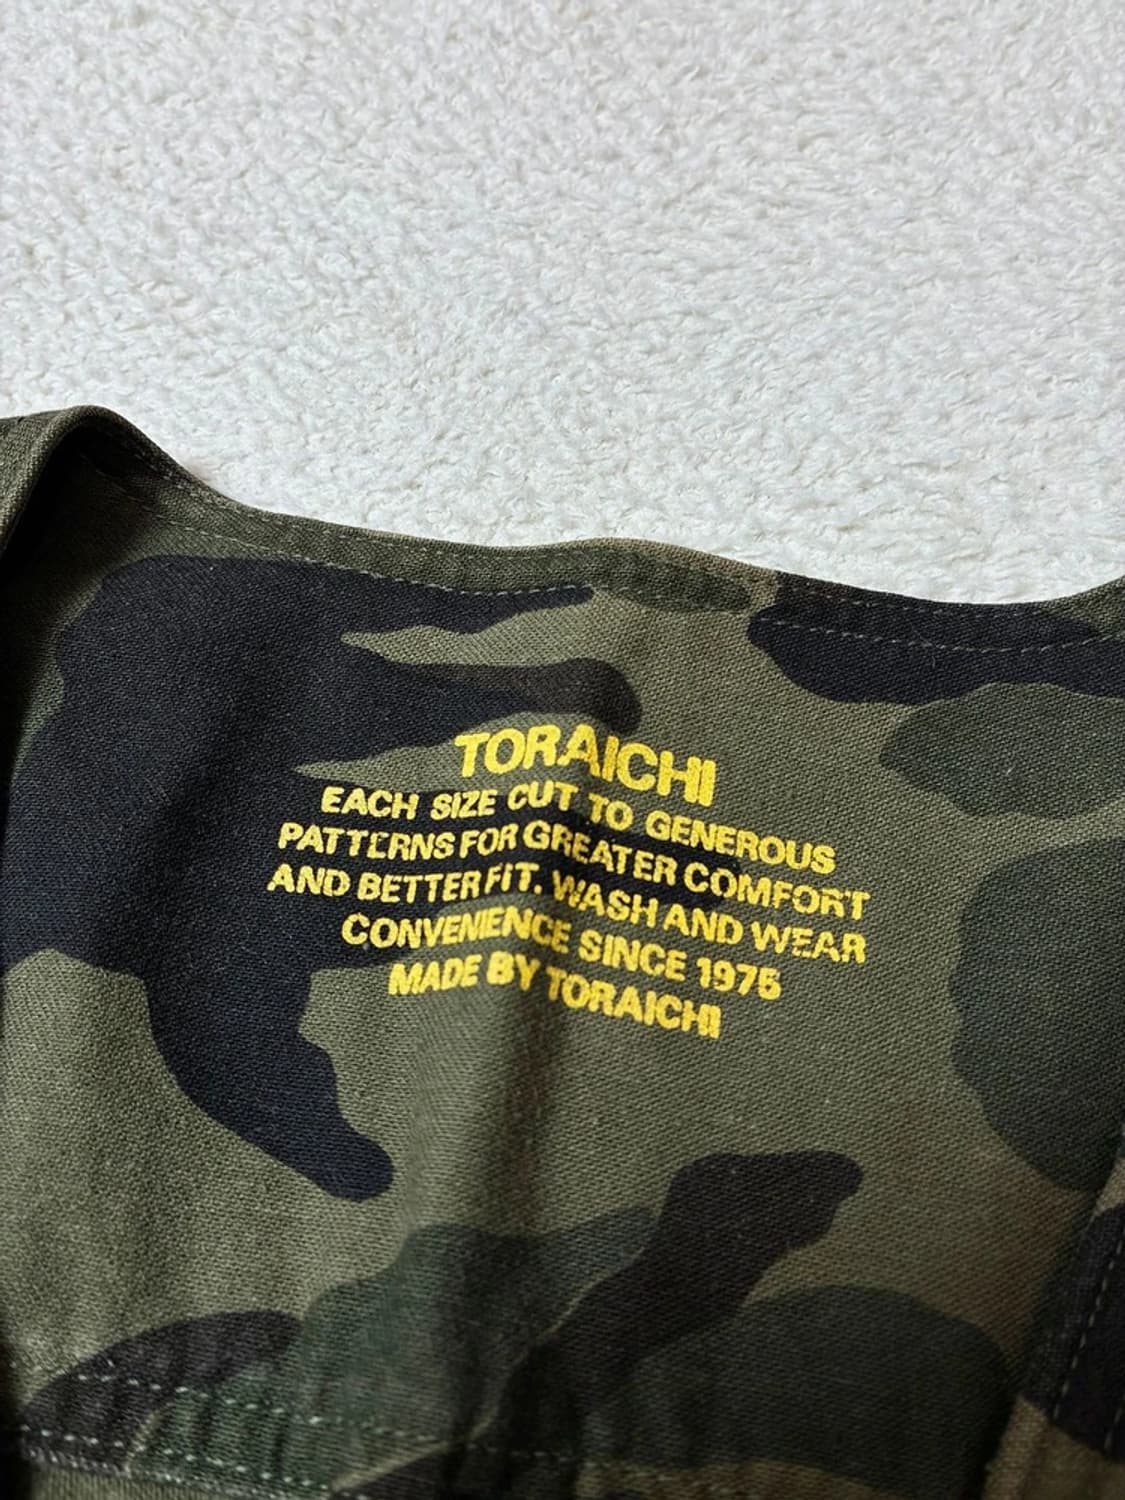 TORAICHI
EACH SIZE CUT TO GENEROUS
PATTERNS FOR GREATER COMFORT
AND BETTER FIT. WASH AND WEAR
CONVENIENCE SINCE 1975
MADE BY TORAICHI